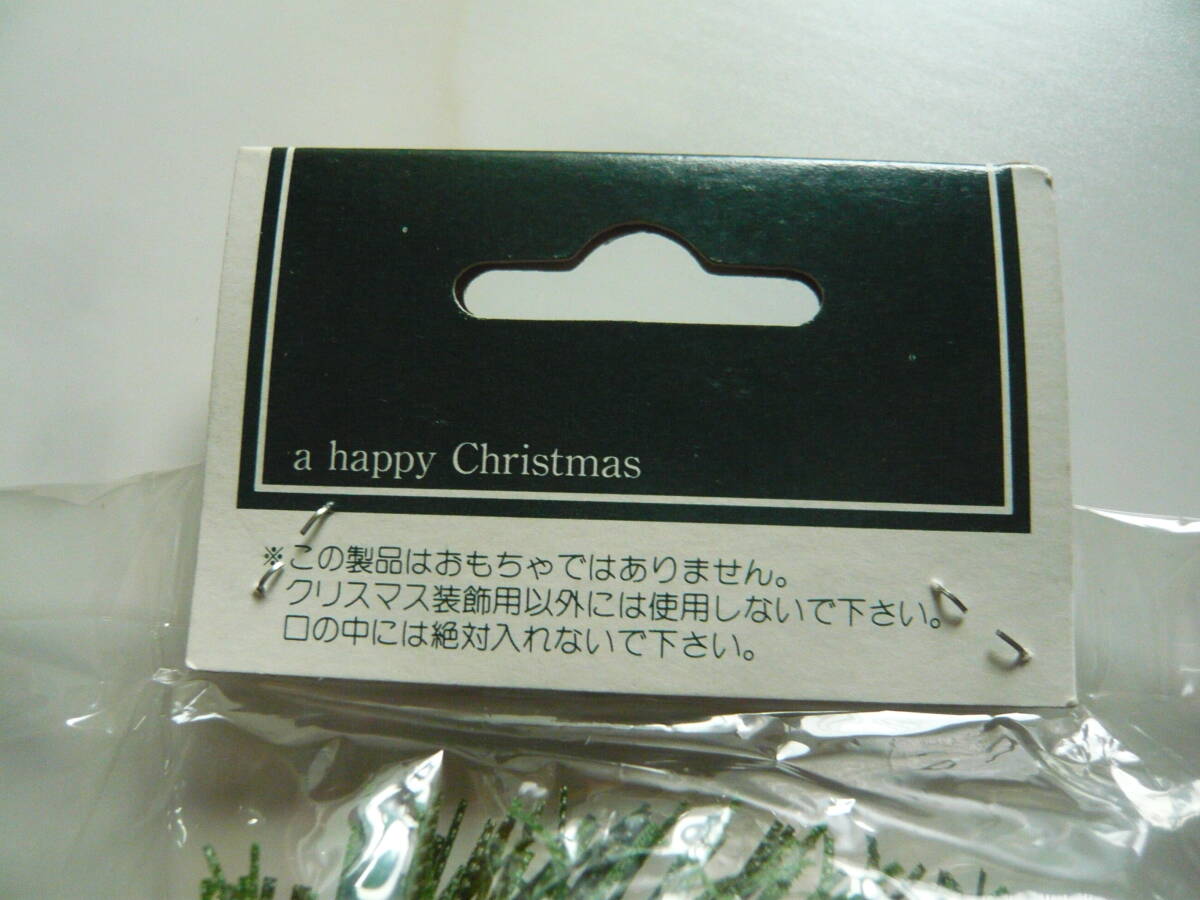 a happy Christmas
※この製品はおもちゃではありません。
クリスマス装飾用以外には使用しないで下さい。
口の中には絶対入れないで下さい。